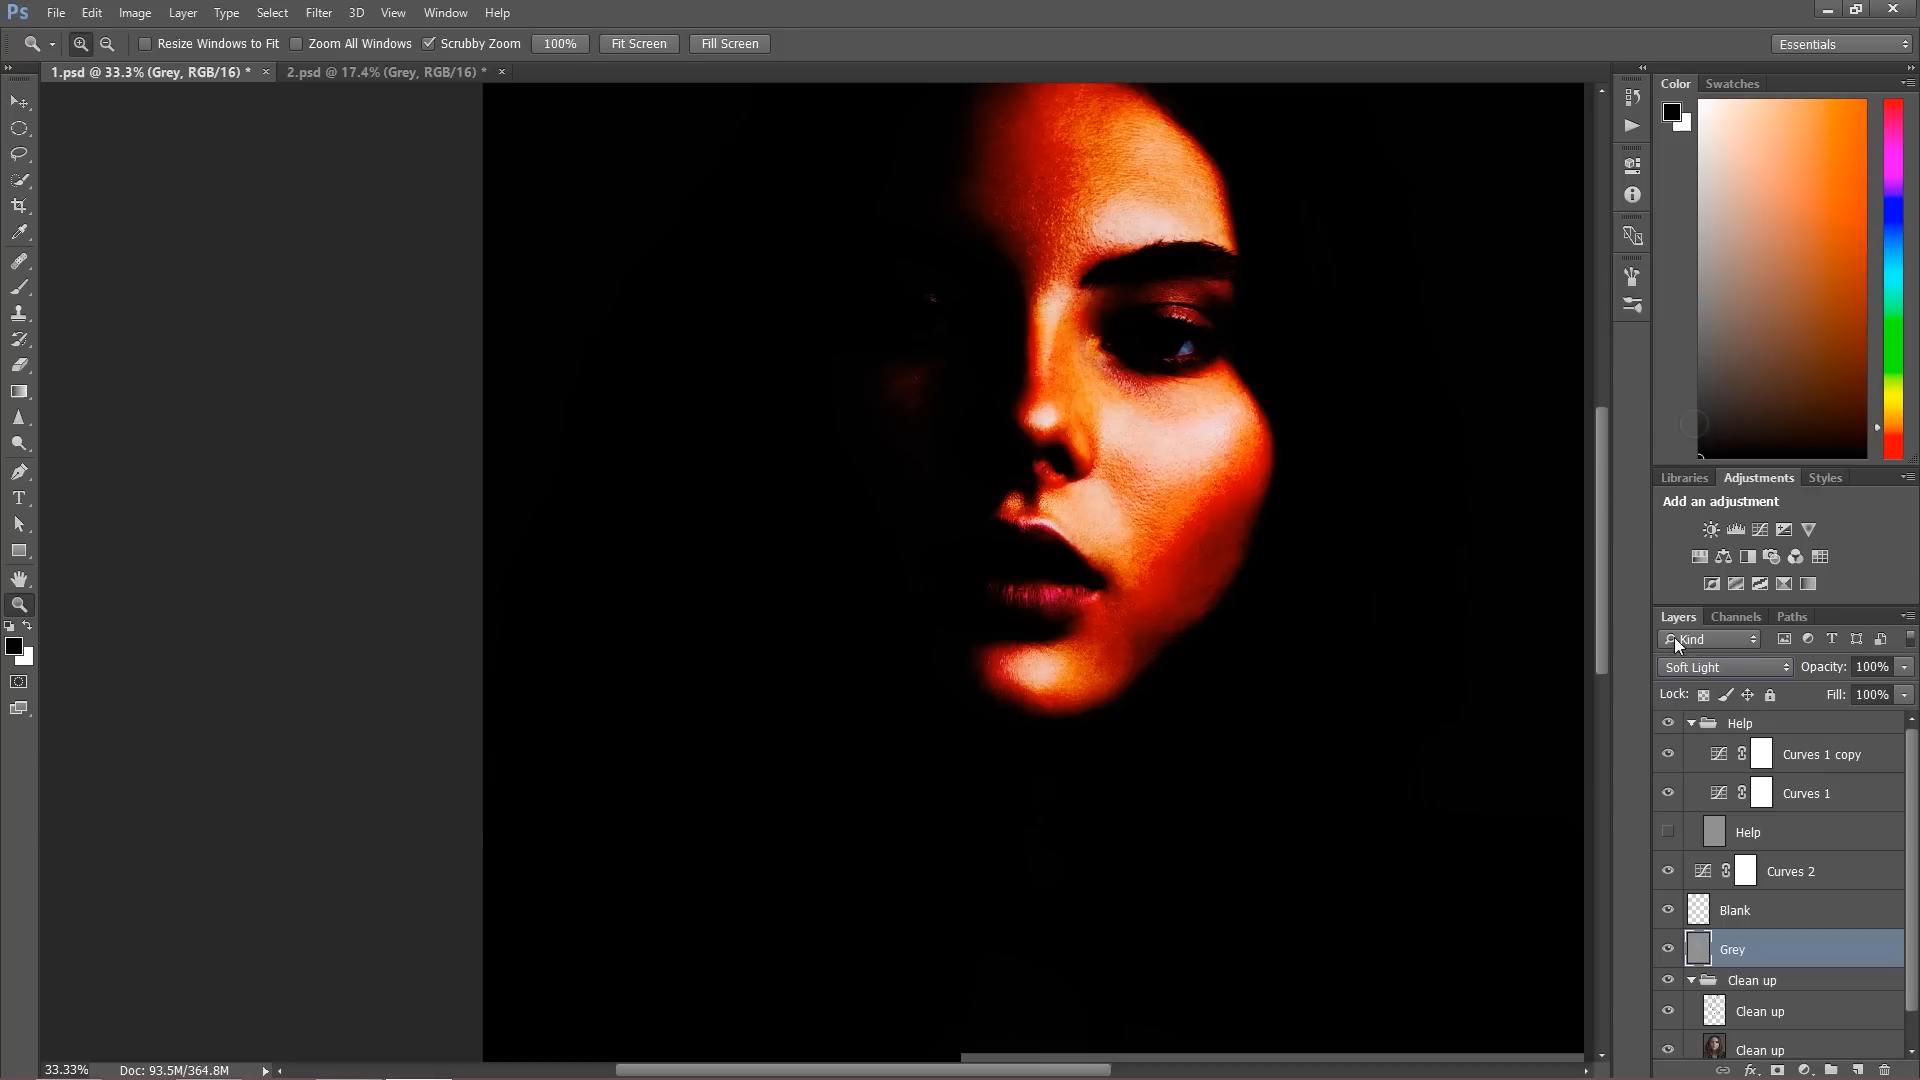 Ps File Edit Image Layer Type Select Filter 3D View Window Help
Resize Windows to Fit Zoom All Windows Scrubby Zoom 100% Fit Screen Fill Screen Essentials
1.psd @ 33.3% (Grey, RGB/16) * × 2.psd @ 17.4% (Grey, RGB/16) * ×
Color Swatches
Libraries Adjustments Styles
Add an adjustment
Layers Channels Paths
Kind
Soft Light Opacity: 100%
Lock: Fill: 100%
Help
Curves 1 copy
Curves 1
Help
Curves 2
Blank
Grey
Clean up
Clean up
Clean up
33.33% Doc: 93.5M/364.8M